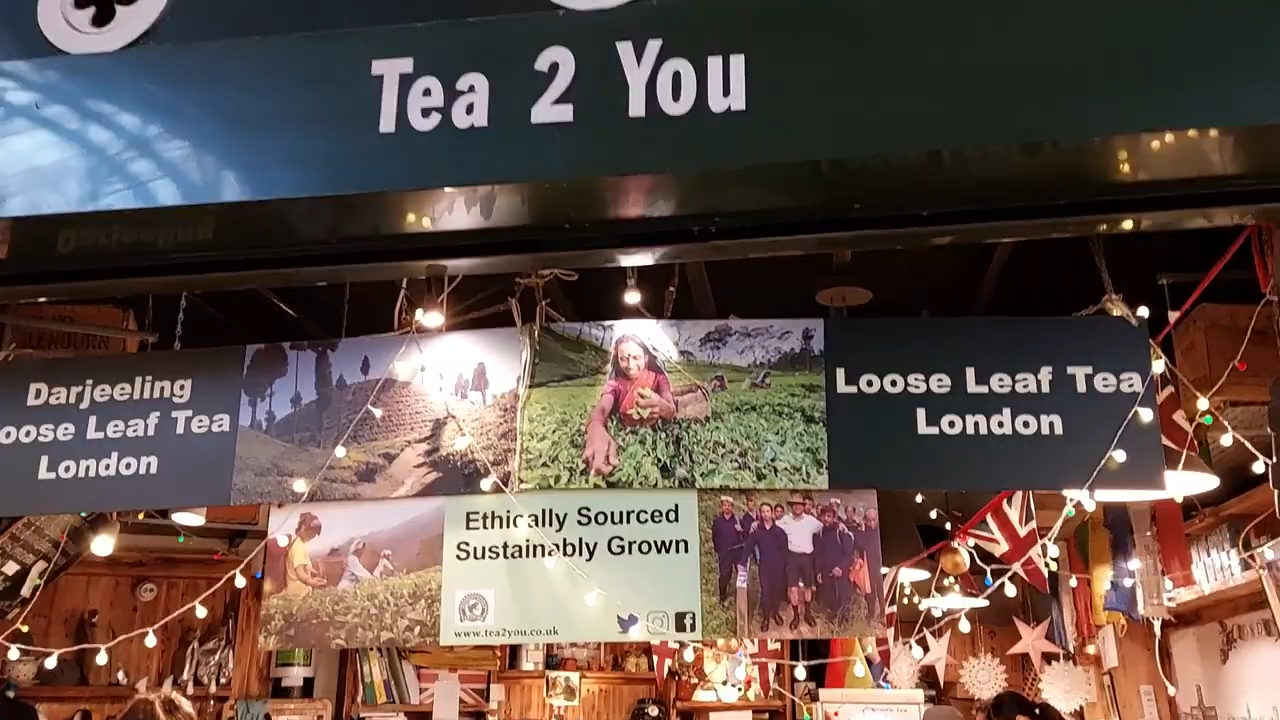 Tea 2 You
Darjeeling
oose Leaf Tea
London
Loose Leaf Tea
London
Ethically Sourced
Sustainably Grown
www.tea2you.co.uk